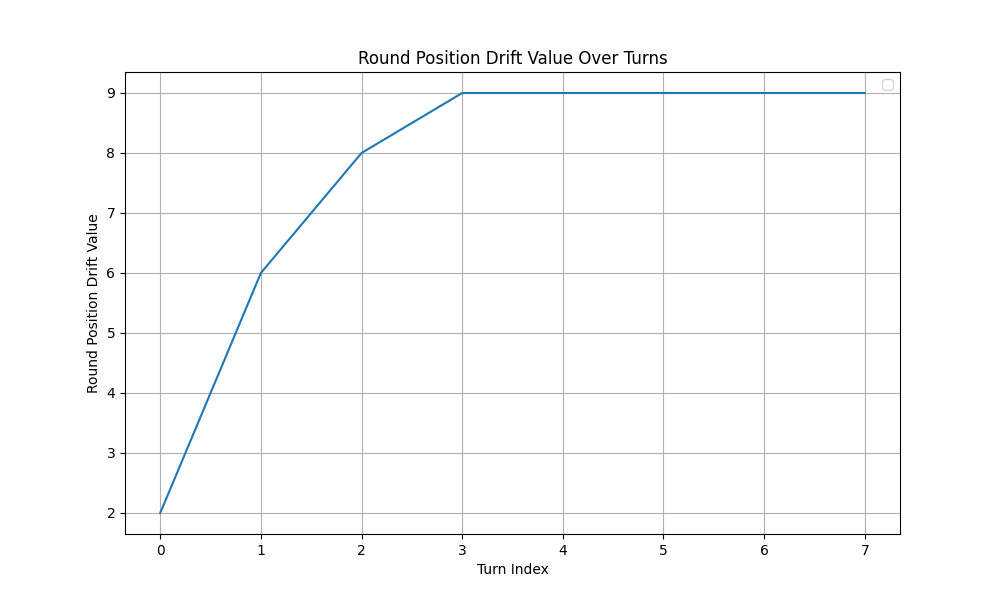 Round Position Drift Value Over Turns
9
8
7
6
5
4
3
2
Round Position Drift Value
0 1 2 3 4 5 6 7
Turn Index